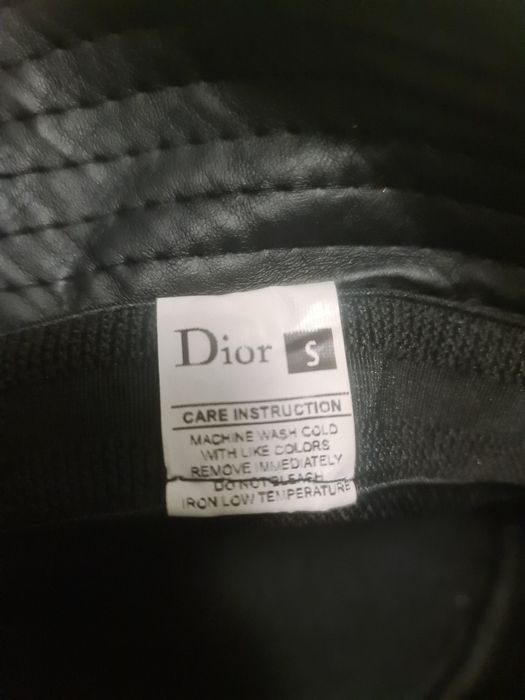 Dior S
CARE INSTRUCTION
MACHINE WASH COLD
WITH LIKE COLORS
REMOVE IMMEDIATELY
DO NOT BLEACH
IRON LOW TEMPERATURE